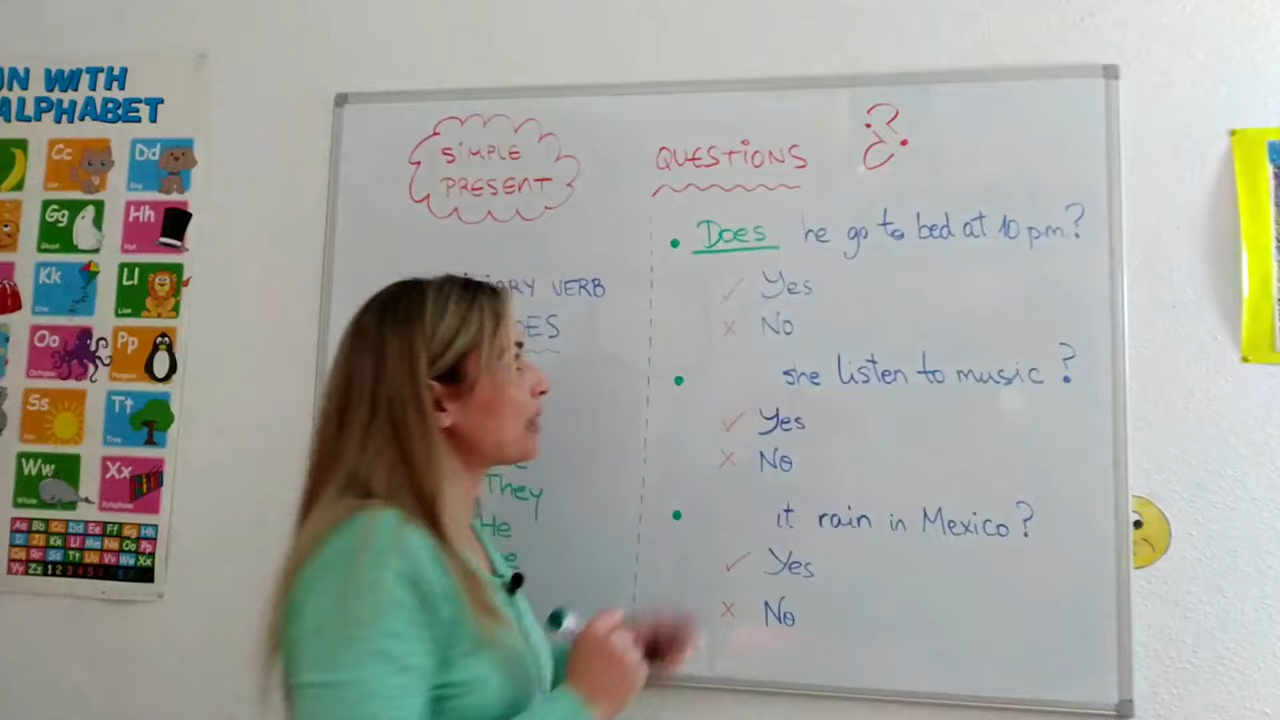 UN WITH
ALPHABET
Cc
Dd
Gg
Hh
Kk
Ll
Oo
Pp
Ss
Tt
Ww
Xx
SIMPLE
PRESENT
QUESTIONS
VERB
They
He
Does he go to bed at 10 pm?
✓ Yes
x No
she listen to music?
✓ Yes
x No
it rain in Mexico?
✓ Yes
x No